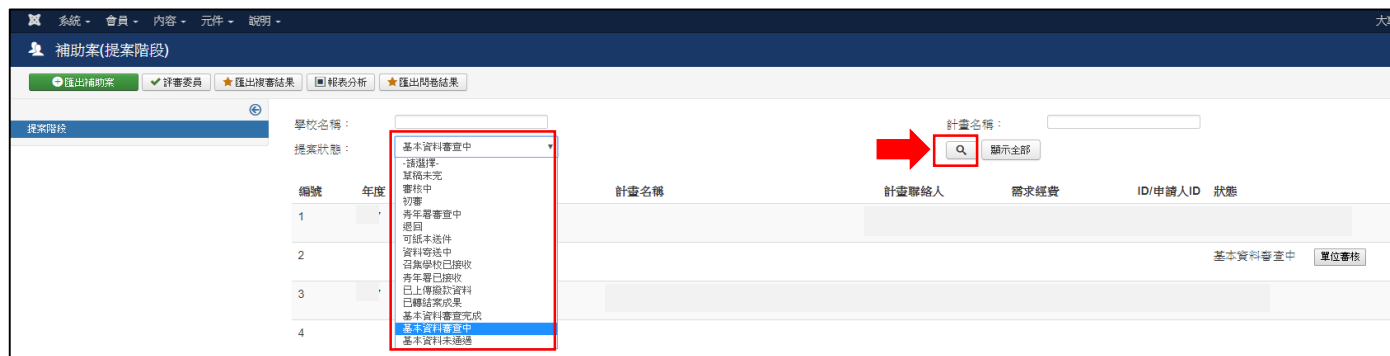 系統 會員 內容 元件 說明
補助案(提案階段)
匯出補助案 評審委員 匯出複審結果 報表分析 匯出問卷結果
提案階段
學校名稱： 計畫名稱：
提案狀態： 基本資料審查中 顯示全部
-請選擇-
草稿未完
審核中
初審
青年署審查中
退回
可紙本送件
資料寄送中
召集學校已接收
青年署已接收
已上傳撥款資料
已轉結案成果
基本資料審查完成
基本資料審查中
基本資料未通過
編號 年度 計畫名稱 計畫聯絡人 需求經費 ID/申請人ID 狀態
1
2 基本資料審查中 單位審核
3
4